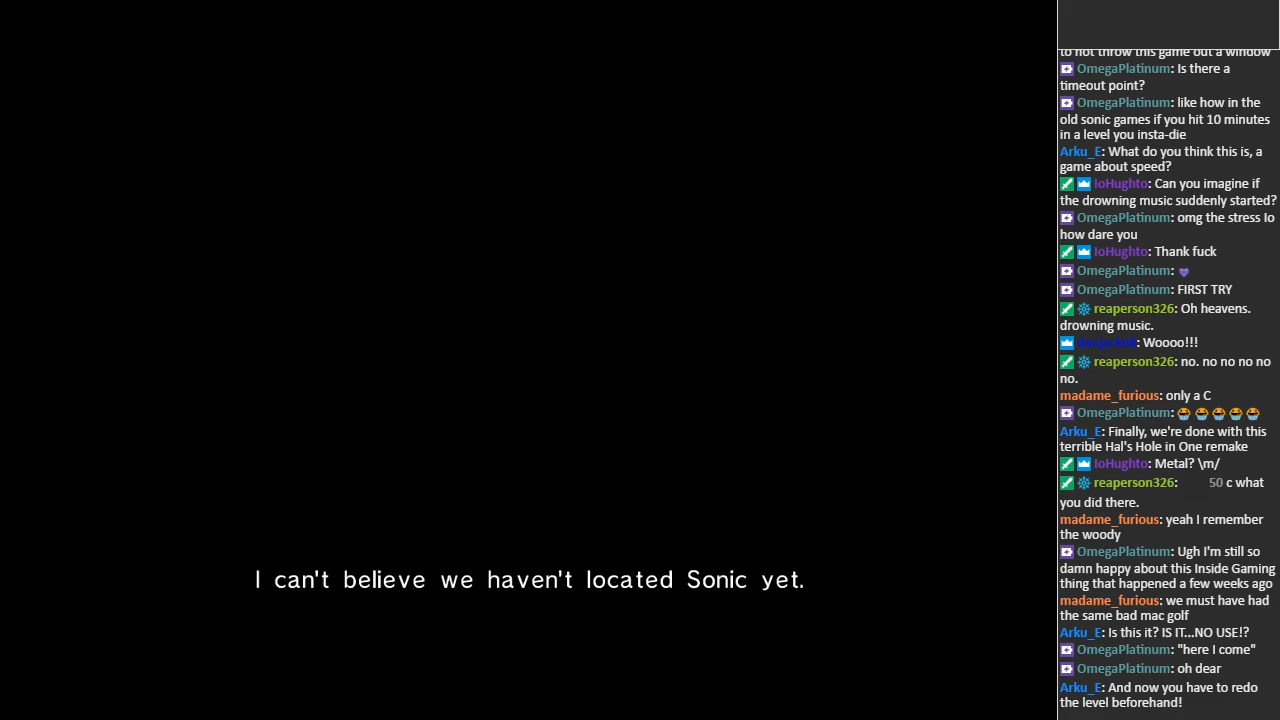 I can't believe we haven't located Sonic yet.
to not throw this game out a window
OmegaPlatinum: Is there a
timeout point?
OmegaPlatinum: like how in the
old sonic games if you hit 10 minutes
in a level you insta-die
Arku_E: What do you think this is, a
game about speed?
IoHughto: Can you imagine if
the drowning music suddenly started?
OmegaPlatinum: omg the stress Io
how dare you
IoHughto: Thank fuck
OmegaPlatinum:
OmegaPlatinum: FIRST TRY
reaperson326: Oh heavens.
drowning music.
: Woooo!!!
reaperson326: no. no no no no
no.
madame_furious: only a C
OmegaPlatinum:
Arku_E: Finally, we're done with this
terrible Hal's Hole in One remake
IoHughto: Metal? \m/
reaperson326: 50 c what
you did there.
madame_furious: yeah I remember
the woody
OmegaPlatinum: Ugh I'm still so
damn happy about this Inside Gaming
thing that happened a few weeks ago
madame_furious: we must have had
the same bad mac golf
Arku_E: Is this it? IS IT...NO USE!?
OmegaPlatinum: "here I come"
OmegaPlatinum: oh dear
Arku_E: And now you have to redo
the level beforehand!